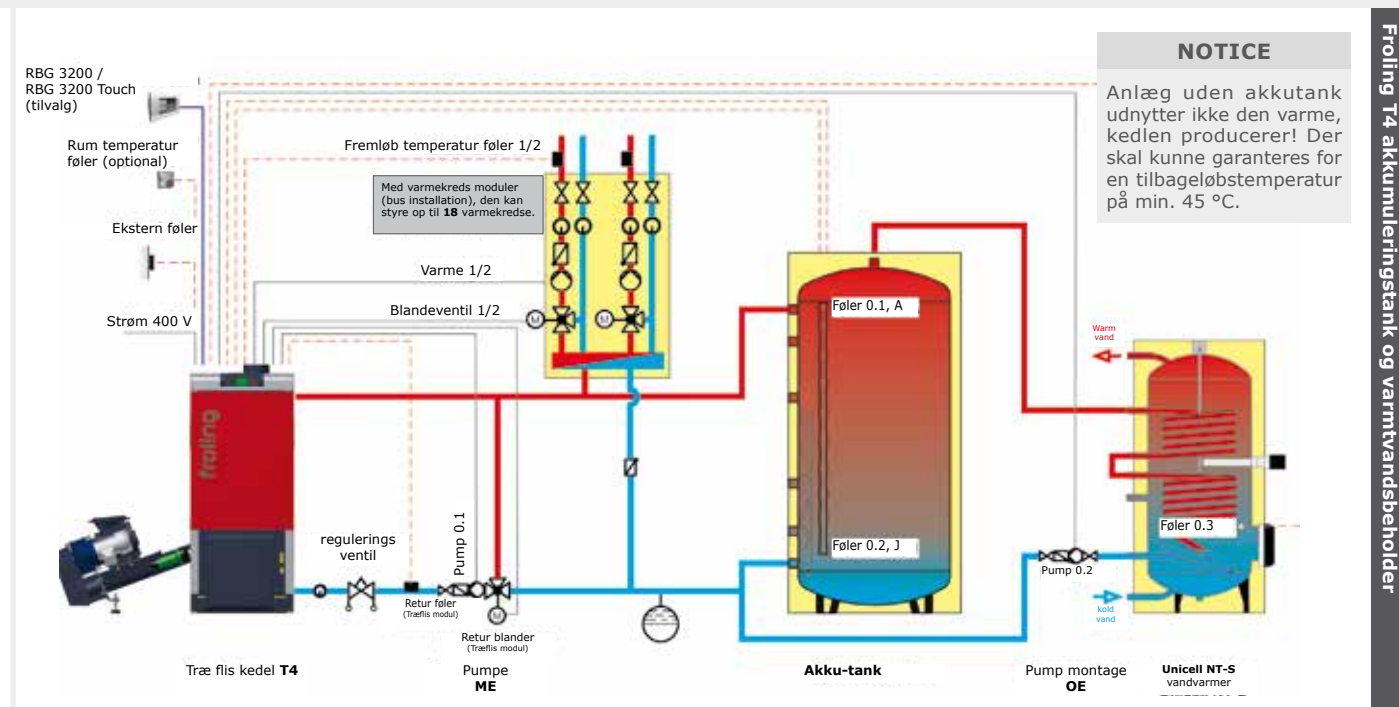 Froling T4 akkumuleringstank og varmtvandsbeholder
NOTICE
Anlæg uden akkutank
udnytter ikke den varme,
kedlen producerer! Der
skal kunne garanteres for
en tilbageløbstemperatur
på min. 45 °C.
RBG 3200 /
RBG 3200 Touch
(tilvalg)
Rum temperatur
føler (optional)
Ekstern føler
Strøm 400 V
Fremløb temperatur føler 1/2
Med varmekreds moduler
(bus installation), den kan
styre op til 18 varmekredse.
Varme 1/2
Blandeventil 1/2
M
M
froling
regulerings
ventil
Pump 0.1
Retur føler
(Træflis modul)
M
Retur blander
(Træflis modul)
Føler 0.1, A
Føler 0.2, J
Warm
vand
Føler 0.3
Pump 0.2
kold
vand
Træ flis kedel T4
Pumpe
ME
Akku-tank
Pump montage
OE
Unicell NT-S
vandvarmer